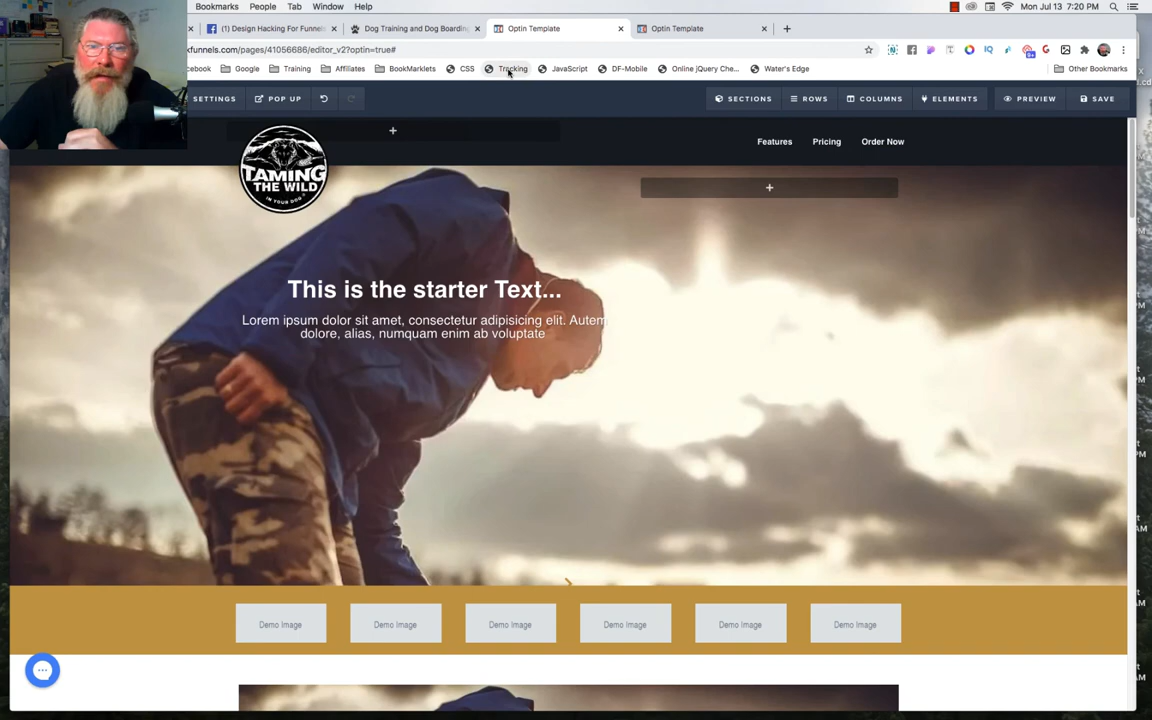 Bookmarks People Tab Window Help
Mon Jul 13 7:20 PM
(1) Design Hacking For Funnels
Dog Training and Dog Boarding
Optin Template
Optin Template
kfunnels.com/pages/41056686/editor_v2?optin=true#
cebook Google Training Affiliates BookMarklets CSS Tracking JavaScript DF-Mobile Online jQuery Che... Water's Edge Other Bookmarks
SETTINGS POP UP SECTIONS ROWS COLUMNS ELEMENTS PREVIEW SAVE
Features Pricing Order Now
TAMING
THE WILD
IN YOUR DOG
This is the starter Text...
Lorem ipsum dolor sit amet, consectetur adipisicing elit. Autem
dolore, alias, numquam enim ab voluptate
Demo Image Demo Image Demo Image Demo Image Demo Image Demo Image